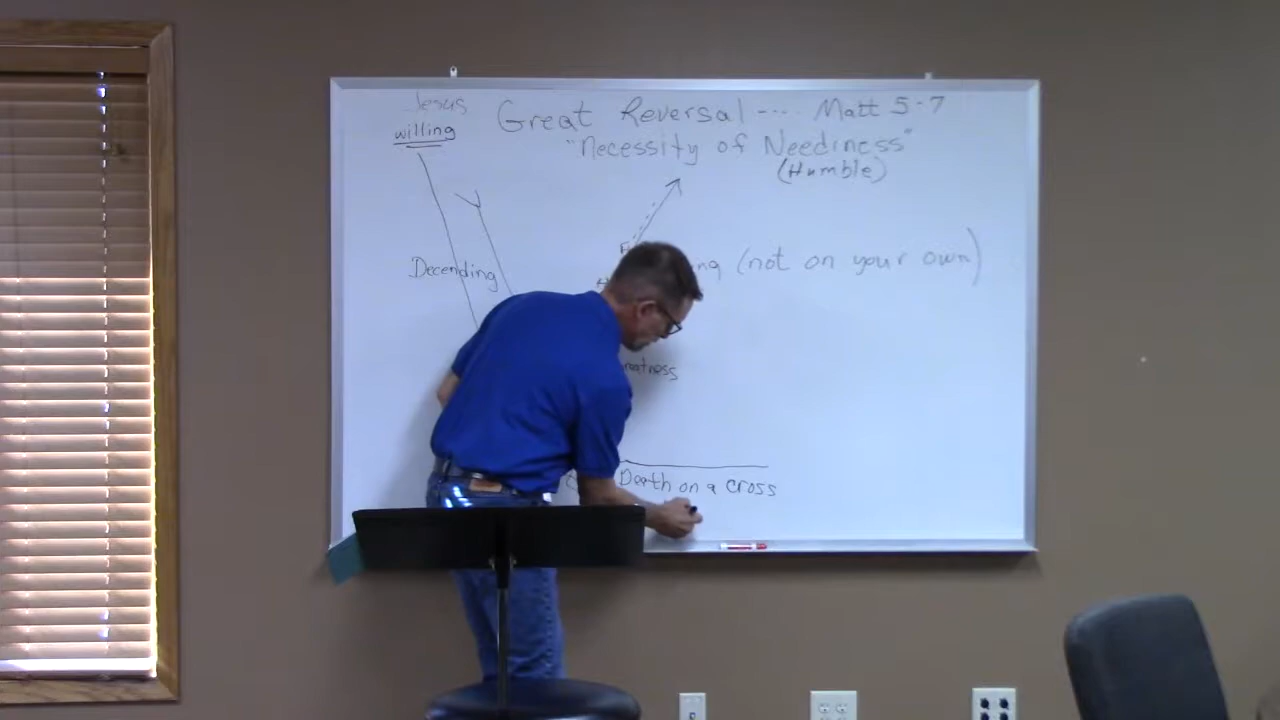 Jesus
Great Reversal .... Matt 5-7
willing
"Necessity of Neediness"
(Humble)
(not on your own)
Decending
Death on a cross